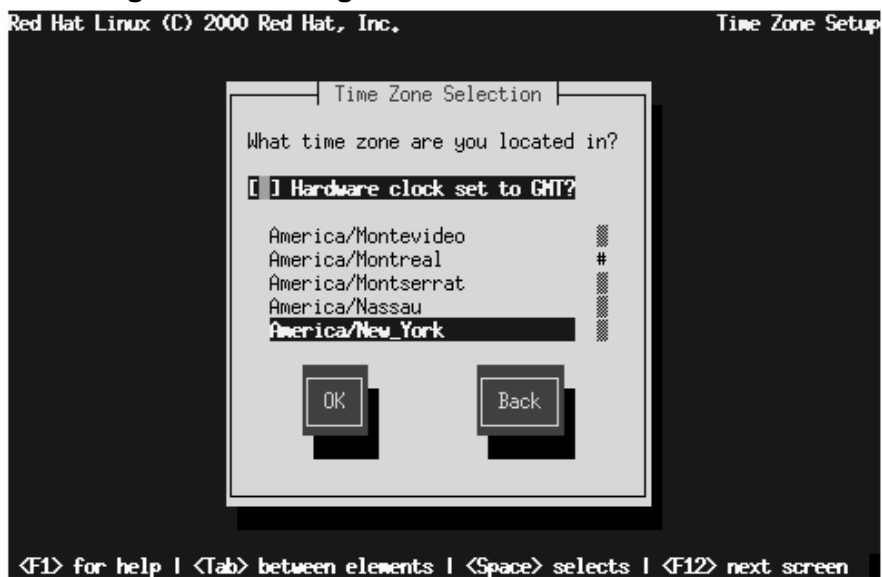 Red Hat Linux (C) 2000 Red Hat, Inc. Time Zone Setup
Time Zone Selection
What time zone are you located in?
[ ] Hardware clock set to GMT?
America/Montevideo
America/Montreal #
America/Montserrat
America/Nassau
America/New_York
OK Back
<F1> for help | <Tab> between elements | <Space> selects | <F12> next screen